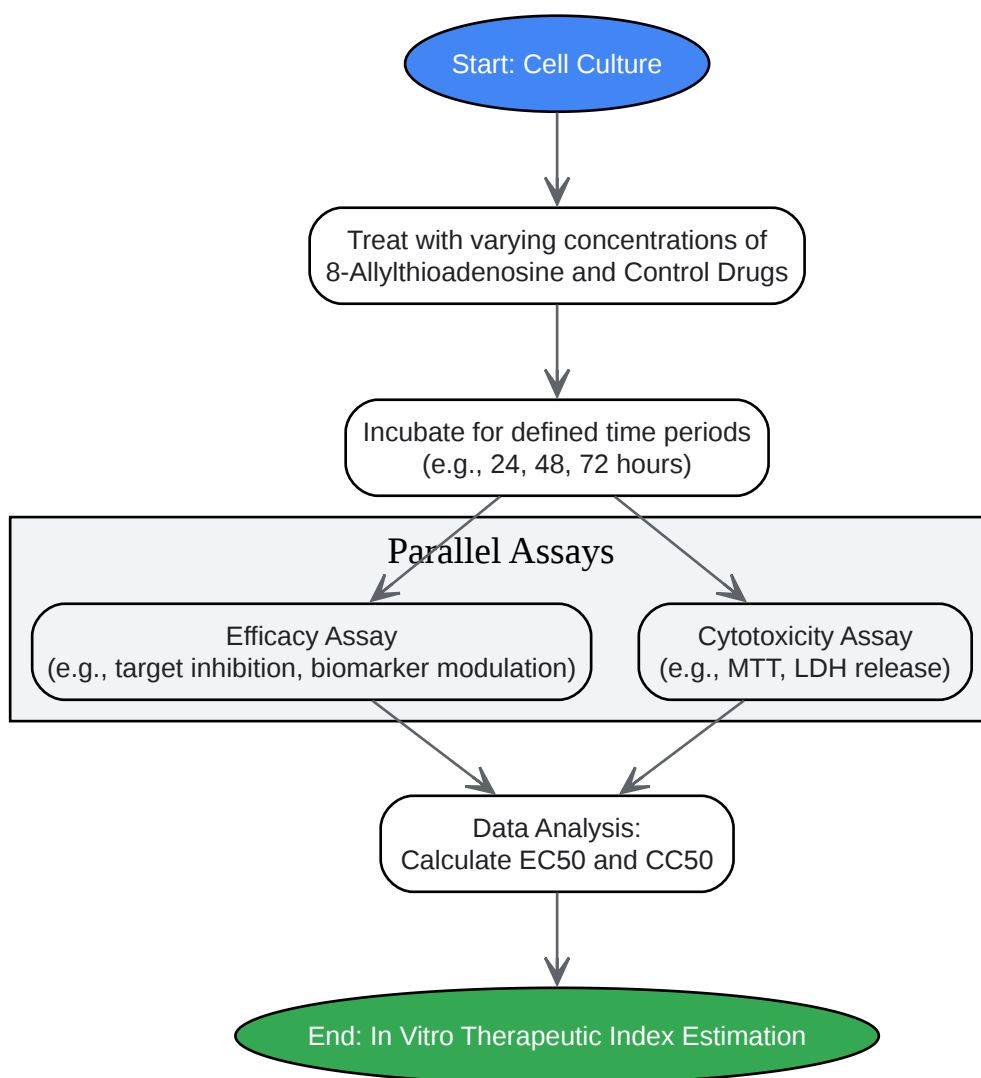 Start: Cell Culture
Treat with varying concentrations of
8-Allylthioadenosine and Control Drugs
Incubate for defined time periods
(e.g., 24, 48, 72 hours)
Parallel Assays
Efficacy Assay
(e.g., target inhibition, biomarker modulation)
Cytotoxicity Assay
(e.g., MTT, LDH release)
Data Analysis:
Calculate EC50 and CC50
End: In Vitro Therapeutic Index Estimation